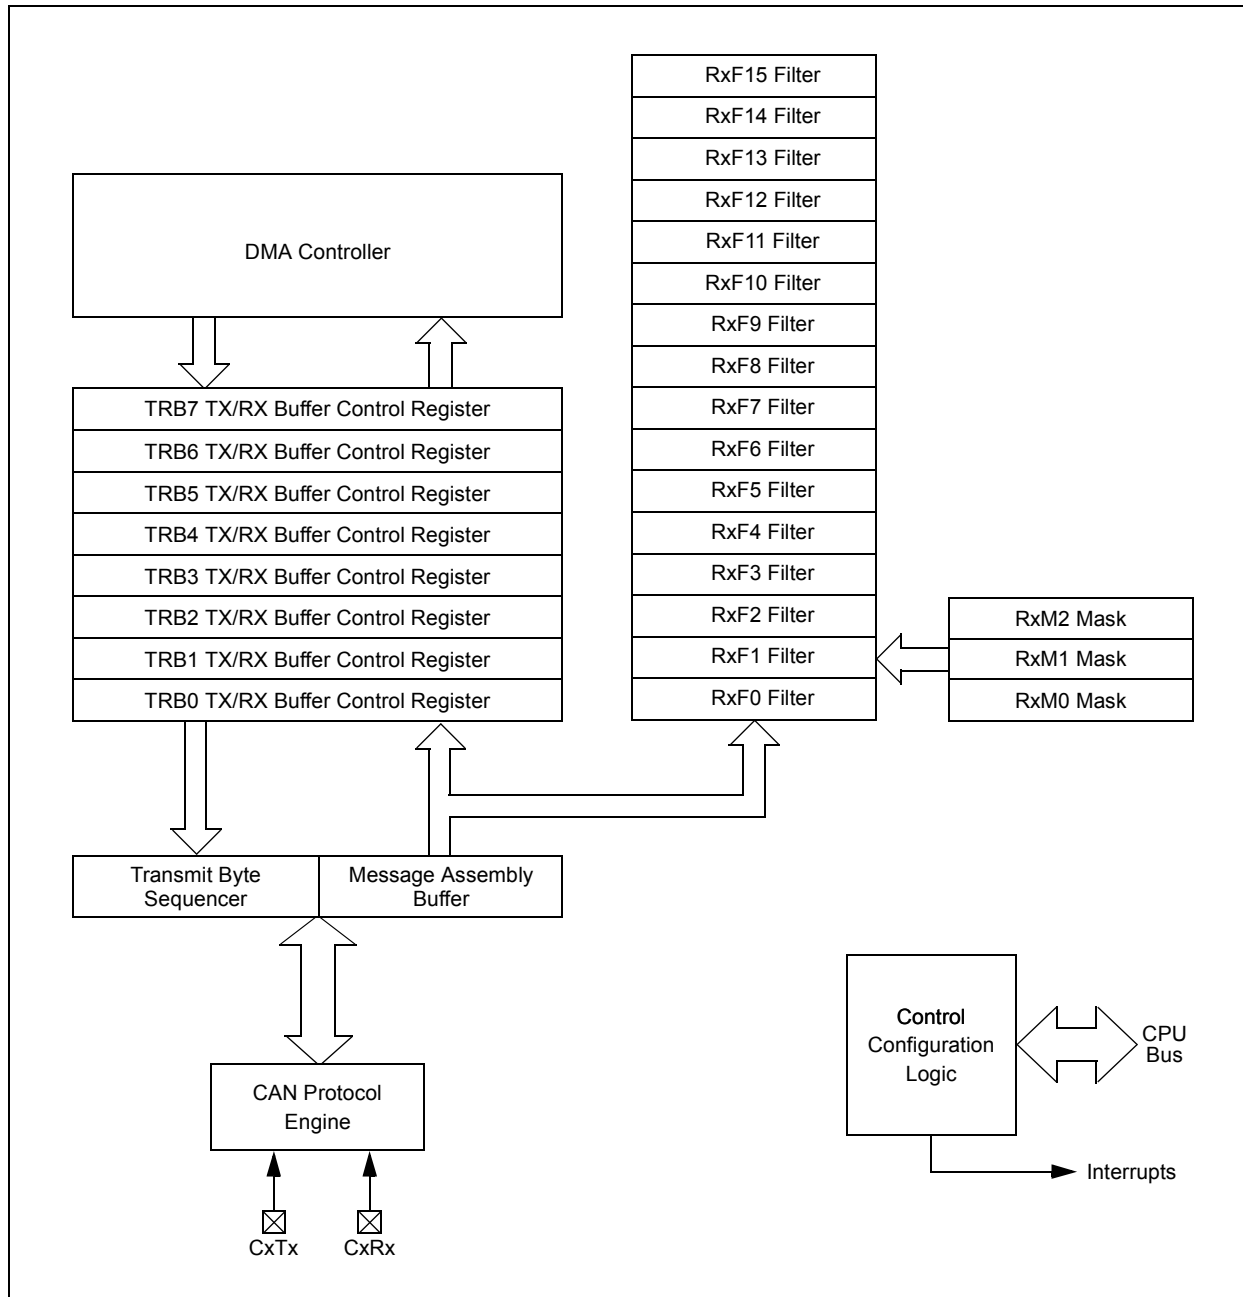 RxF15 Filter
RxF14 Filter
RxF13 Filter
RxF12 Filter
RxF11 Filter
RxF10 Filter
RxF9 Filter
RxF8 Filter
RxF7 Filter
RxF6 Filter
RxF5 Filter
RxF4 Filter
RxF3 Filter
RxF2 Filter
RxF1 Filter
RxF0 Filter
DMA Controller
TRB7 TX/RX Buffer Control Register
TRB6 TX/RX Buffer Control Register
TRB5 TX/RX Buffer Control Register
TRB4 TX/RX Buffer Control Register
TRB3 TX/RX Buffer Control Register
TRB2 TX/RX Buffer Control Register
TRB1 TX/RX Buffer Control Register
TRB0 TX/RX Buffer Control Register
RxM2 Mask
RxM1 Mask
RxM0 Mask
Transmit Byte
Sequencer
Message Assembly
Buffer
CAN Protocol
Engine
CxTx
CxRx
Control
Configuration
Logic
CPU
Bus
Interrupts